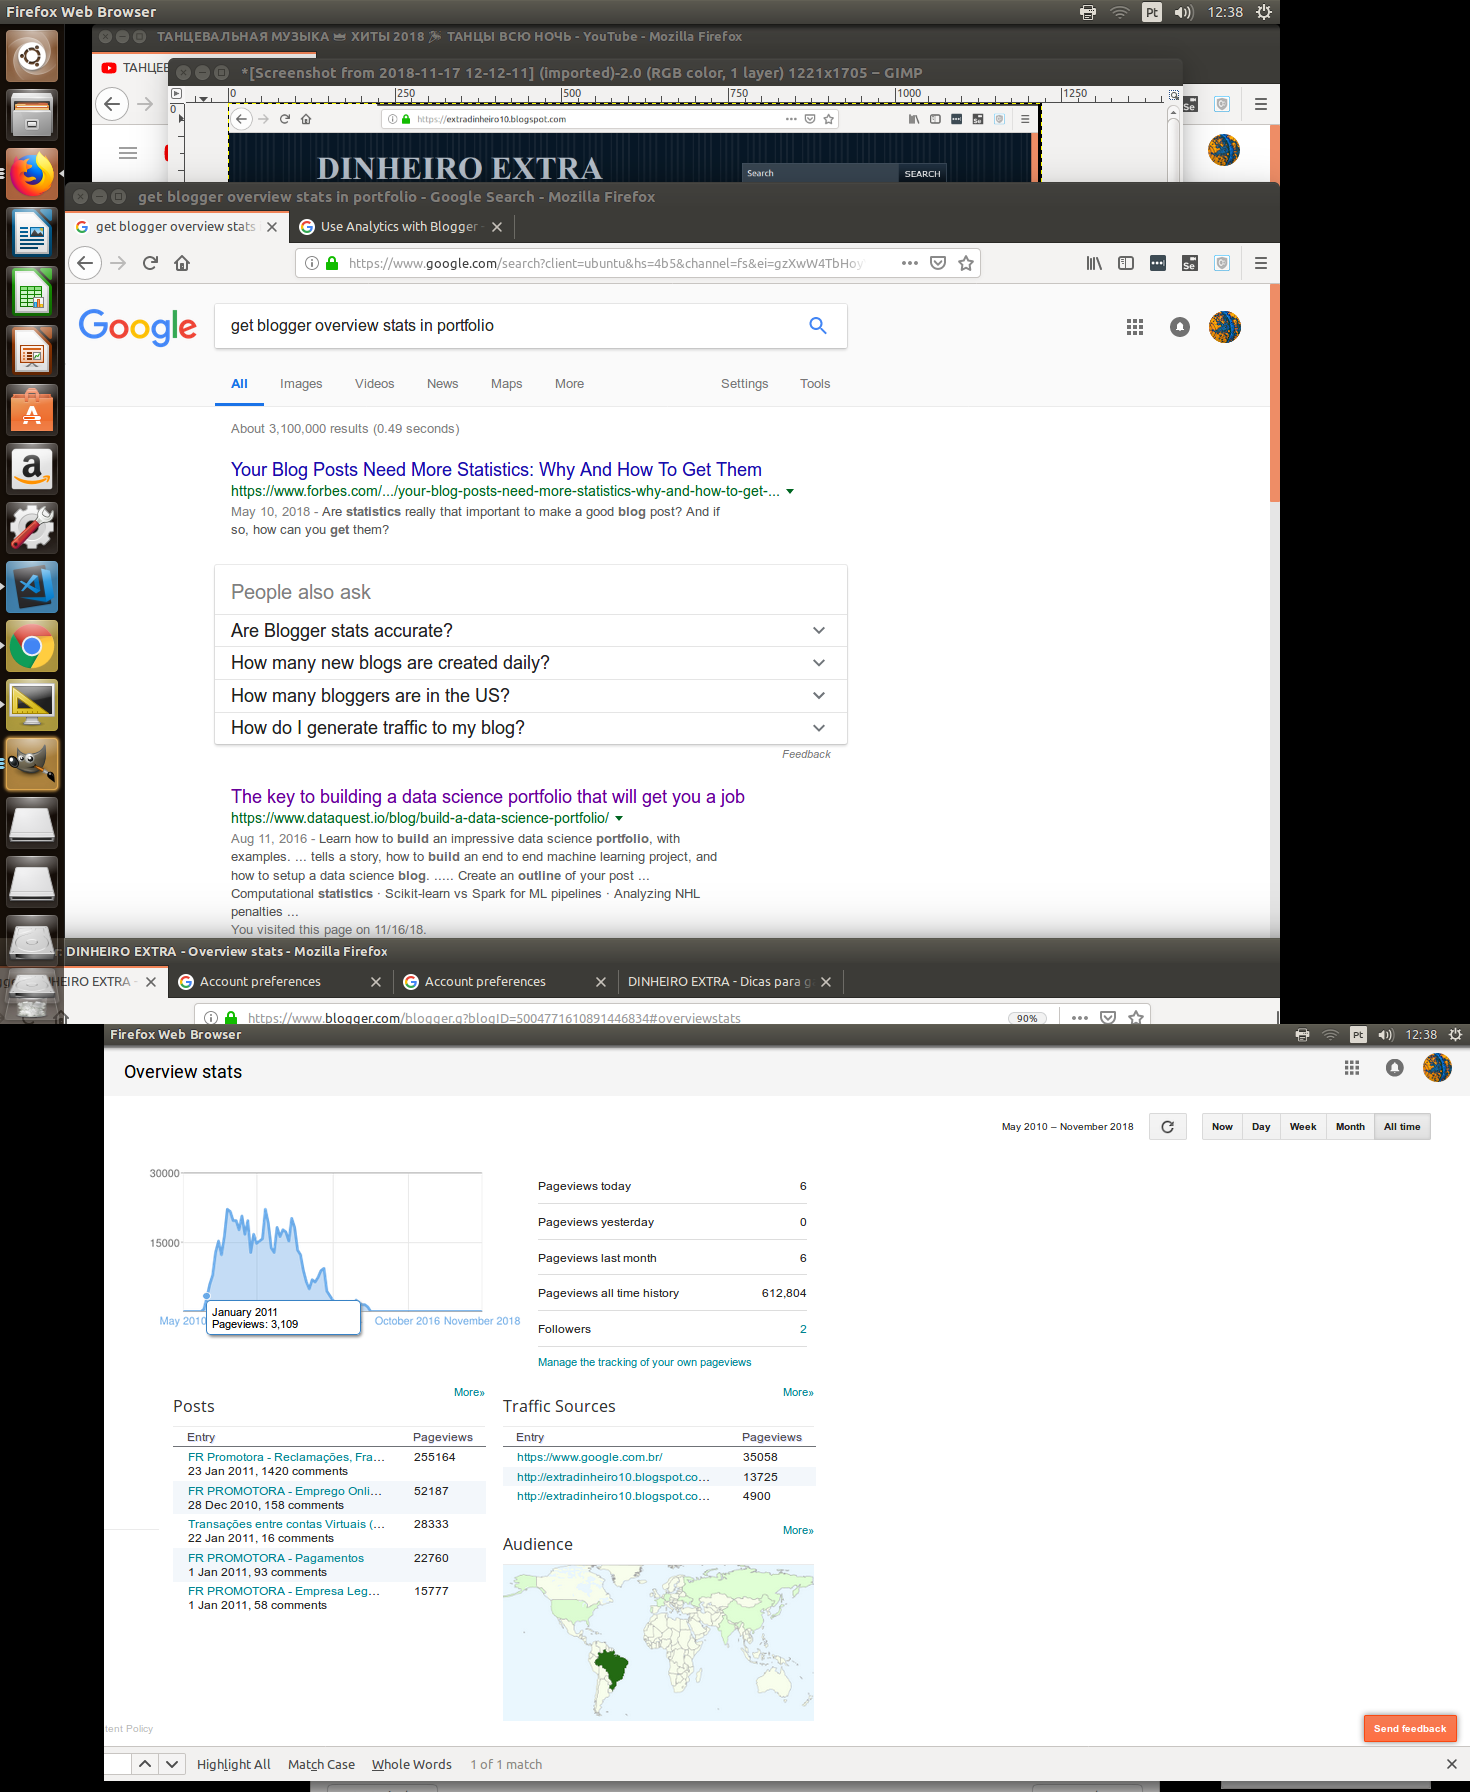 Firefox Web Browser
Pt 12:38
ТАНЦЕВАЛЬНАЯ МУЗЫКА ХИТЫ 2018 ТАНЦЫ ВСЮ НОЧЬ - YouTube - Mozilla Firefox
ТАНЦЕВ
*[Screenshot from 2018-11-17 12-12-11] (imported)-2.0 (RGB color, 1 layer) 1221x1705 – GIMP
0 250 500 750 1000 1250
0
https://extradinheiro10.blogspot.com
DINHEIRO EXTRA
Search SEARCH
get blogger overview stats in portfolio - Google Search - Mozilla Firefox
get blogger overview stats Use Analytics with Blogger
https://www.google.com/search?client=ubuntu&hs=4b5&channel=fs&ei=gzXwW4TbHoy
Google get blogger overview stats in portfolio
All Images Videos News Maps More Settings Tools
About 3,100,000 results (0.49 seconds)
Your Blog Posts Need More Statistics: Why And How To Get Them
https://www.forbes.com/.../your-blog-posts-need-more-statistics-why-and-how-to-get-...
May 10, 2018 - Are statistics really that important to make a good blog post? And if
so, how can you get them?
People also ask
Are Blogger stats accurate?
How many new blogs are created daily?
How many bloggers are in the US?
How do I generate traffic to my blog?
Feedback
The key to building a data science portfolio that will get you a job
https://www.dataquest.io/blog/build-a-data-science-portfolio/
Aug 11, 2016 - Learn how to build an impressive data science portfolio, with
examples. ... tells a story, how to build an end to end machine learning project, and
how to setup a data science blog. ..... Create an outline of your post ...
Computational statistics · Scikit-learn vs Spark for ML pipelines · Analyzing NHL
penalties ...
You visited this page on 11/16/18.
: DINHEIRO EXTRA - Overview stats - Mozilla Firefox
HEIRO EXTRA - Account preferences Account preferences DINHEIRO EXTRA - Dicas para g
https://www.blogger.com/blogger.g?blogID=5004771610891446834#overviewstats 90%
Firefox Web Browser
Pt 12:38
Overview stats
May 2010 – November 2018 Now Day Week Month All time
30000
15000
January 2011
Pageviews: 3,109
May 2010 October 2016 November 2018
Pageviews today 6
Pageviews yesterday 0
Pageviews last month 6
Pageviews all time history 612,804
Followers 2
Manage the tracking of your own pageviews
More»
Posts
Entry Pageviews
FR Promotora - Reclamações, Fra... 255164
23 Jan 2011, 1420 comments
FR PROMOTORA - Emprego Onli... 52187
28 Dec 2010, 158 comments
Transações entre contas Virtuais (... 28333
22 Jan 2011, 16 comments
FR PROMOTORA - Pagamentos 22760
1 Jan 2011, 93 comments
FR PROMOTORA - Empresa Leg... 15777
1 Jan 2011, 58 comments
More»
Traffic Sources
Entry Pageviews
https://www.google.com.br/ 35058
http://extradinheiro10.blogspot.co... 13725
http://extradinheiro10.blogspot.co... 4900
More»
Audience
tent Policy
Send feedback
Highlight All Match Case Whole Words 1 of 1 match